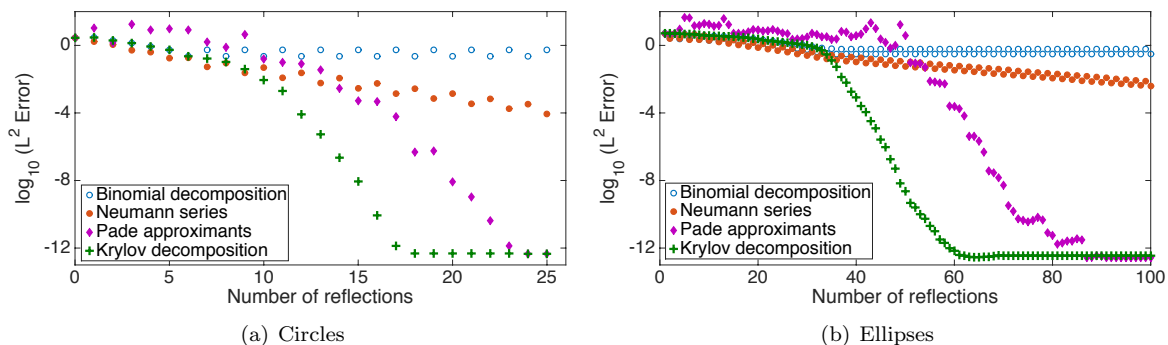 log10 (L2 Error)
0
-4
-8
-12
Binomial decomposition
Neumann series
Pade approximants
Krylov decomposition
0 5 10 15 20 25
Number of reflections
(a) Circles
log10 (L2 Error)
0
-4
-8
-12
Binomial decomposition
Neumann series
Pade approximants
Krylov decomposition
0 20 40 60 80 100
Number of reflections
(b) Ellipses